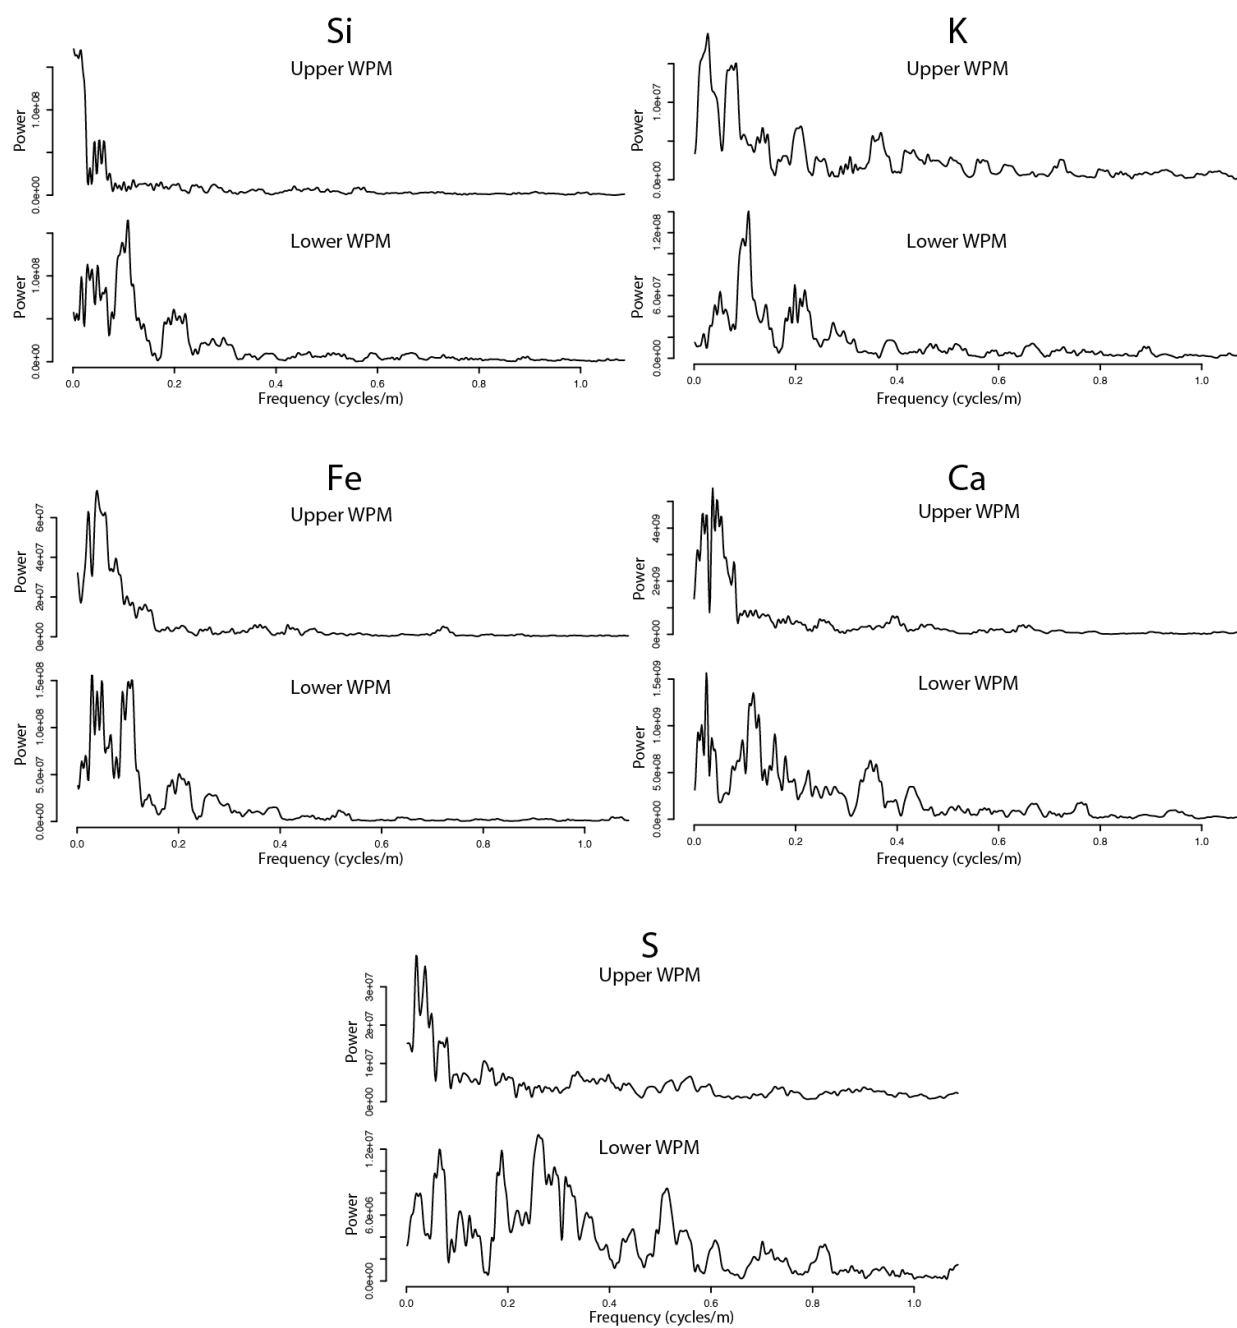 Si
Upper WPM
Power
1.0e+08
0.0e+00
Lower WPM
Power
1.0e+08
0.0e+00
0.0 0.2 0.4 0.6 0.8 1.0
Frequency (cycles/m)
K
Upper WPM
Power
1.0e+07
0.0e+00
Lower WPM
Power
1.2e+08
6.0e+07
0.0e+00
0.0 0.2 0.4 0.6 0.8 1.0
Frequency (cycles/m)
Fe
Upper WPM
Power
6e+07
4e+07
2e+07
0e+00
Lower WPM
Power
1.5e+08
1.0e+08
5.0e+07
0.0e+00
0.0 0.2 0.4 0.6 0.8 1.0
Frequency (cycles/m)
Ca
Upper WPM
Power
4e+09
2e+09
0e+00
Lower WPM
Power
1.5e+09
1.0e+09
5.0e+08
0.0e+00
0.0 0.2 0.4 0.6 0.8 1.0
Frequency (cycles/m)
S
Upper WPM
Power
3e+07
2e+07
1e+07
0e+00
Lower WPM
Power
1.2e+07
6.0e+06
0.0e+00
0.0 0.2 0.4 0.6 0.8 1.0
Frequency (cycles/m)